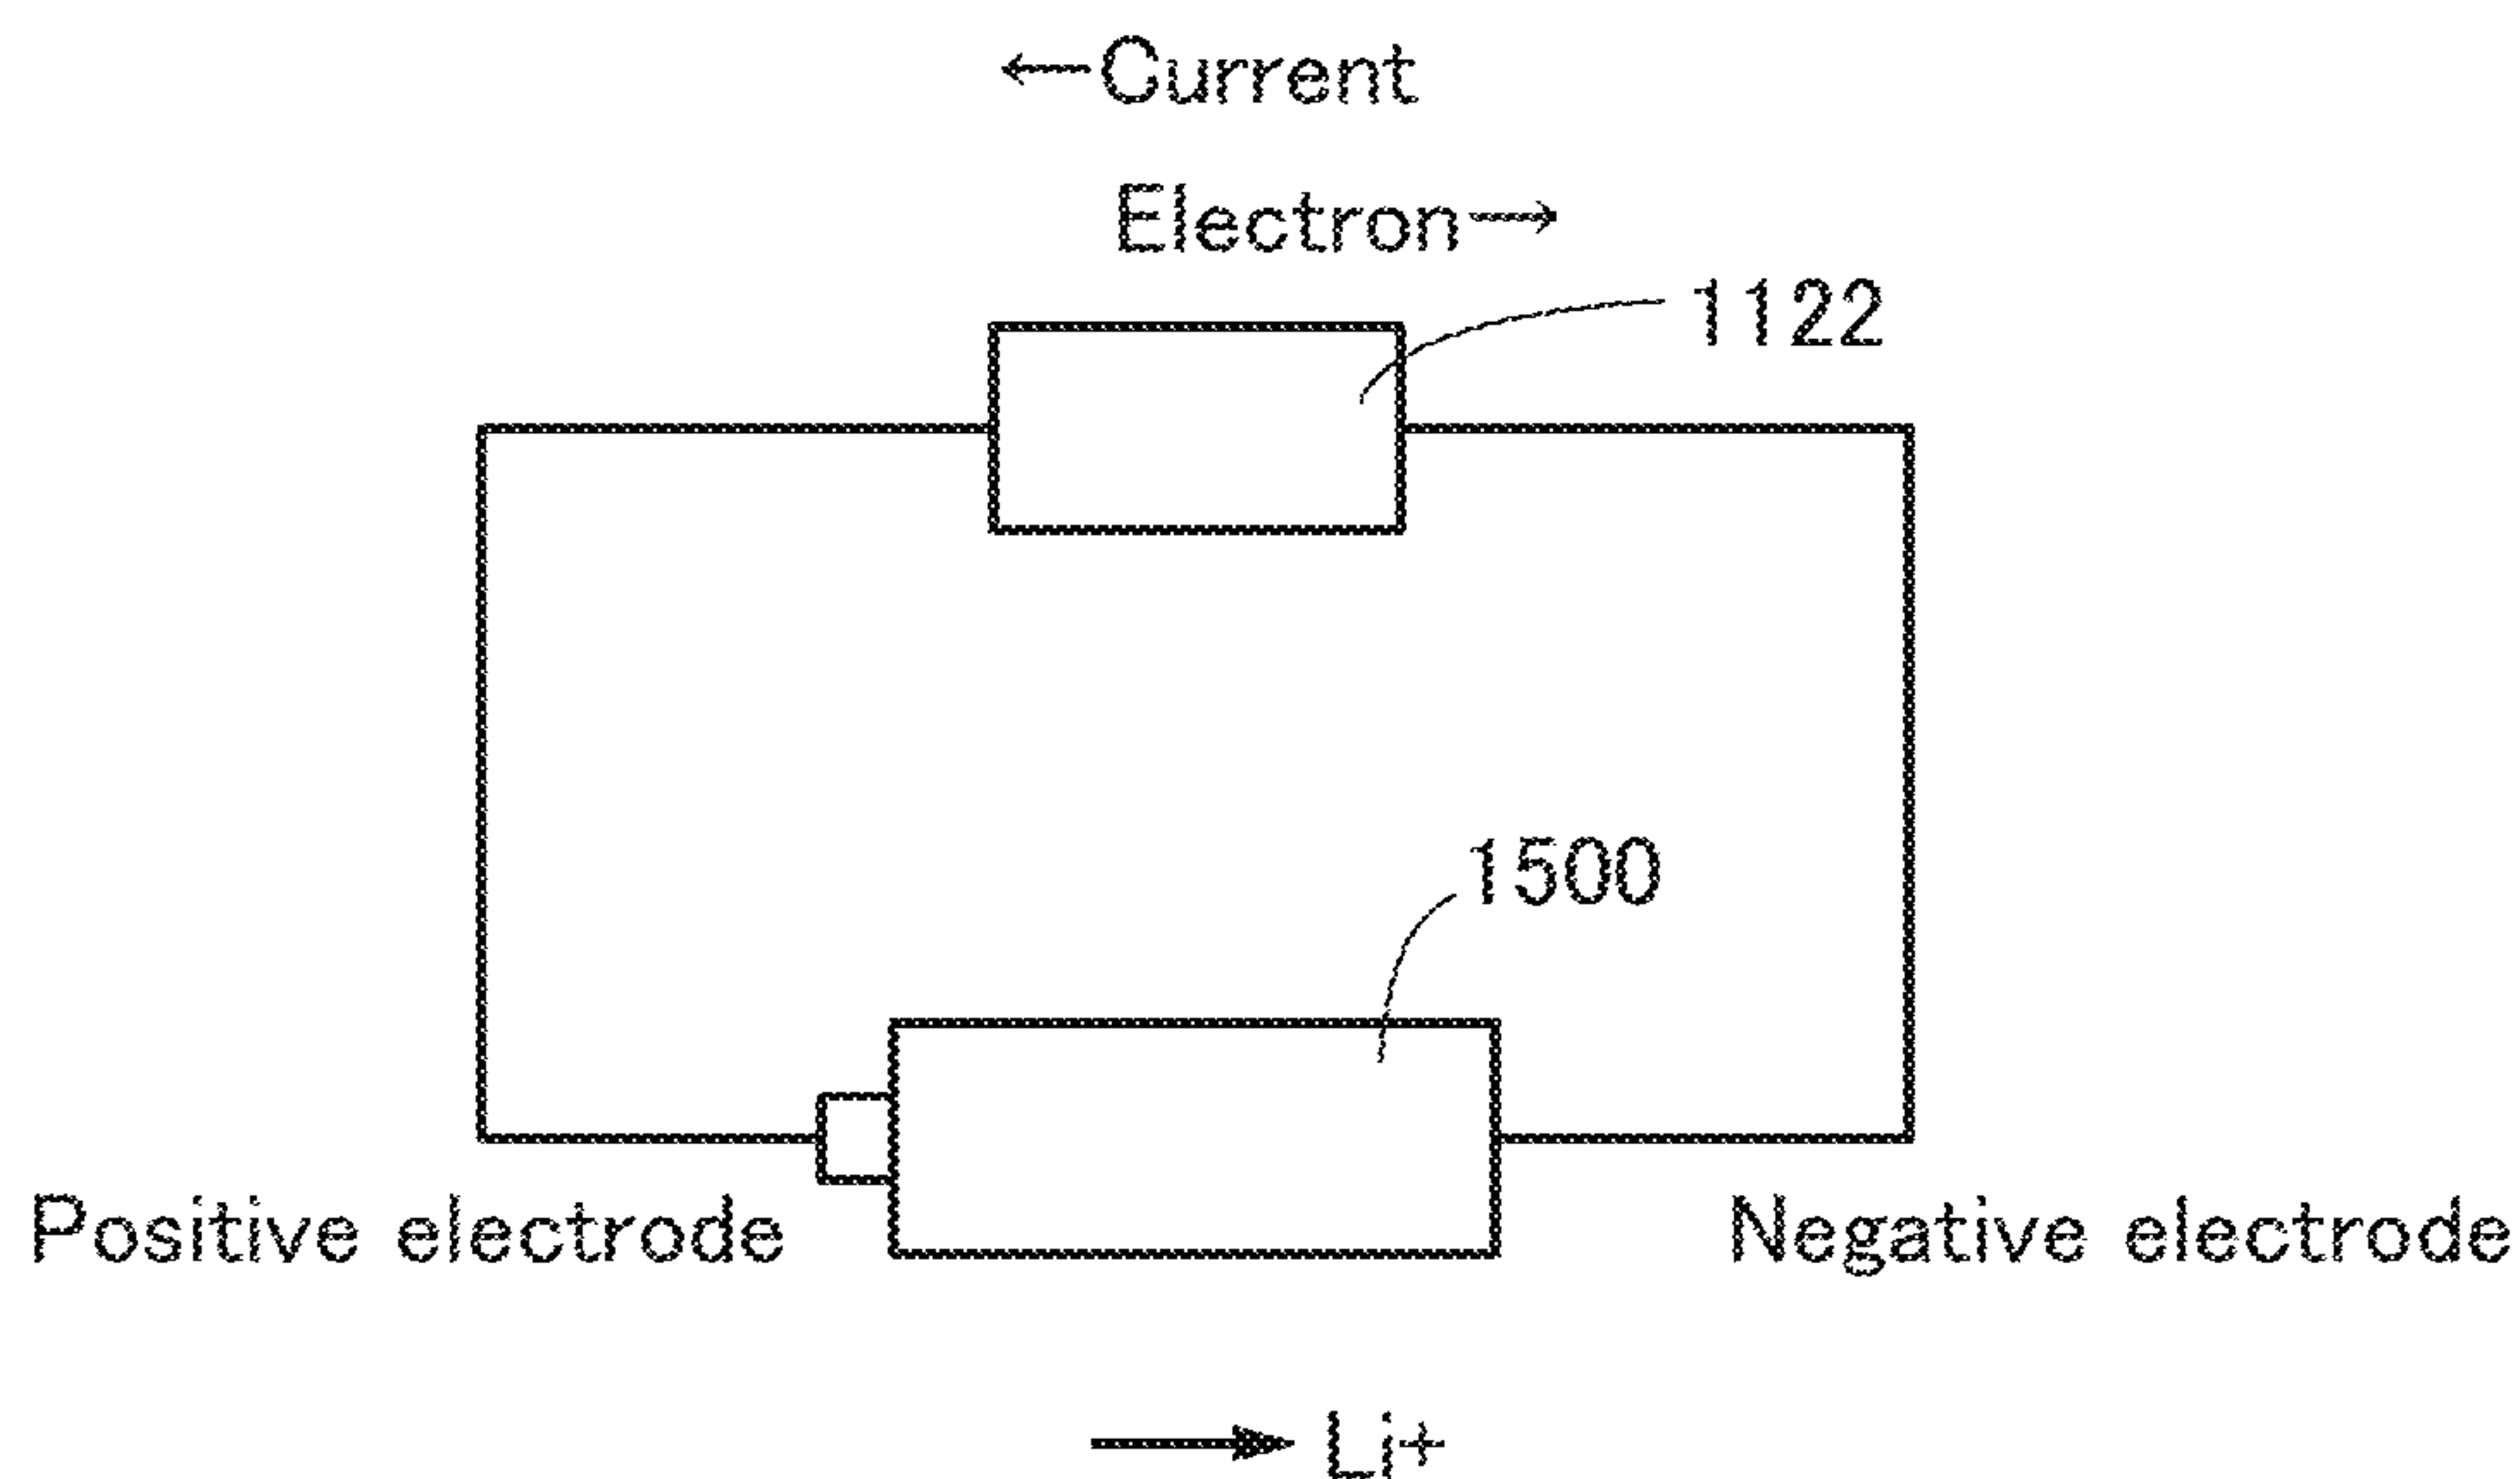 ←Current
Electron→
1122
1500
Positive electrode
Negative electrode
Li+